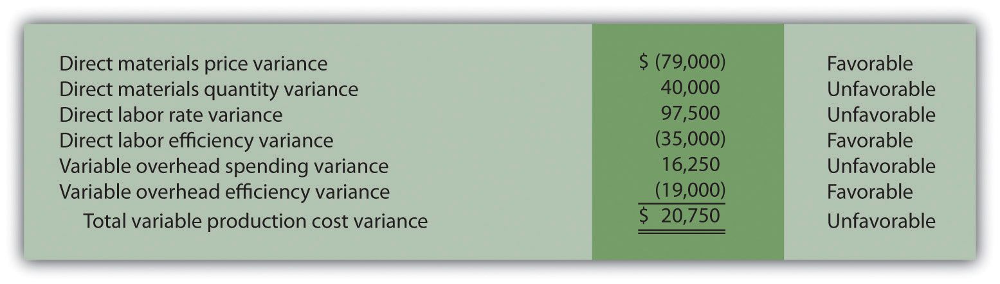 Direct materials price variance $ (79,000) Favorable
Direct materials quantity variance 40,000 Unfavorable
Direct labor rate variance 97,500 Unfavorable
Direct labor efficiency variance (35,000) Favorable
Variable overhead spending variance 16,250 Unfavorable
Variable overhead efficiency variance (19,000) Favorable
Total variable production cost variance $ 20,750 Unfavorable